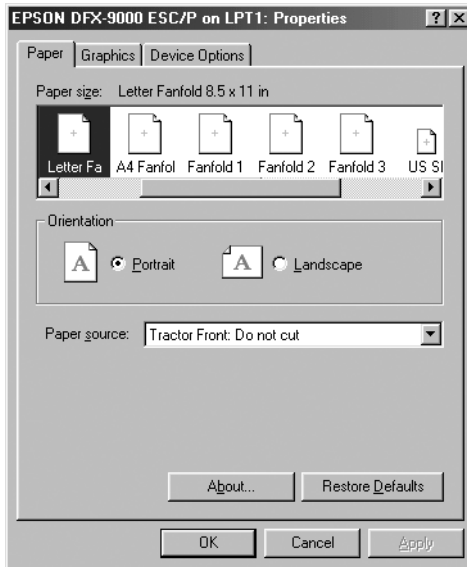 EPSON DFX-9000 ESC/P on LPT1: Properties
Paper Graphics Device Options
Paper size: Letter Fanfold 8.5 x 11 in
Letter Fa A4 Fanfol Fanfold 1 Fanfold 2 Fanfold 3 US SI
Orientation
A Portrait A Landscape
Paper source: Tractor Front: Do not cut
About... Restore Defaults
OK Cancel Apply